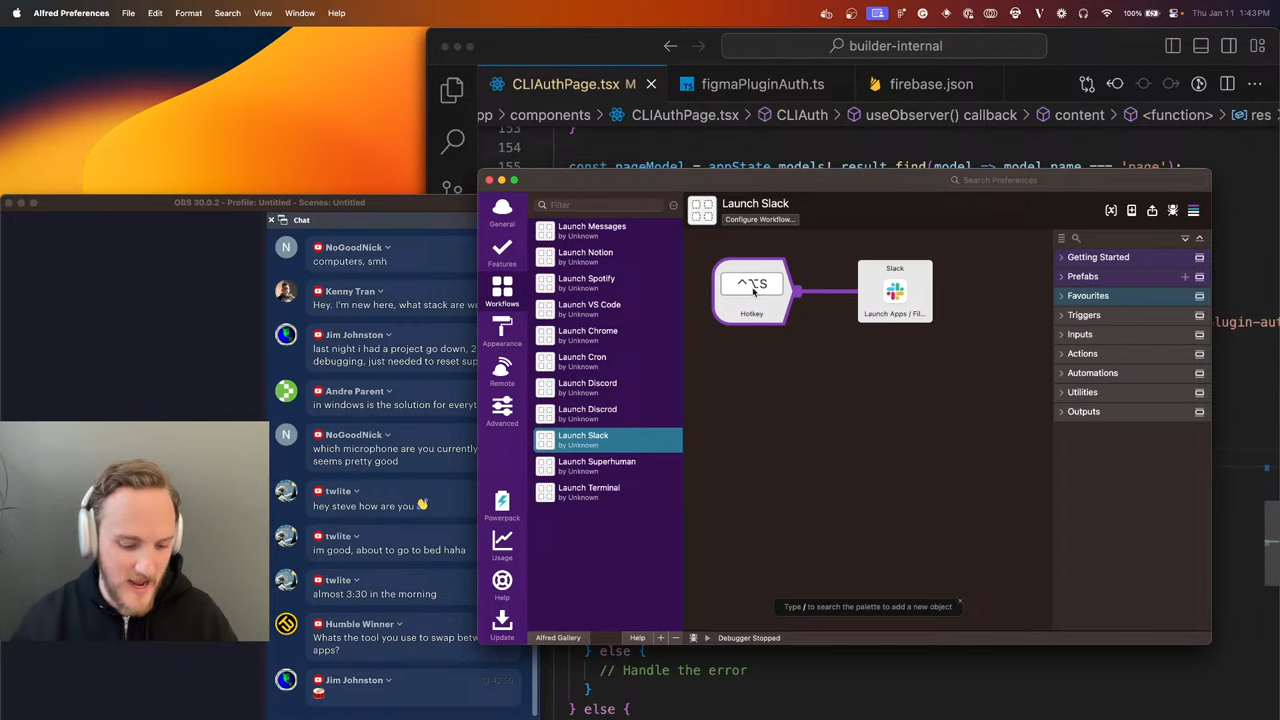 Alfred Preferences File Edit Format Search View Window Help
100% Thu Jan 11 1:43 PM
builder-internal
CLIAuthPage.tsx M
figmaPluginAuth.ts
firebase.json
components > CLIAuthPage.tsx > CLIAuth > useObserver() callback > content > <function> > res
153 }
154
155 const pageModel = appState.models!.result.find(model => model.name === 'page');
OBS 30.0.2 - Profile: Untitled - Scenes: Untitled
Chat
N NoGoodNick
computers, smh
Kenny Tran
Hey. I'm new here, what stack are we
Jim Johnston
last night i had a project go down, 2
debugging, just needed to reset sup
Andre Parent
in windows is the solution for everyt
N NoGoodNick
which microphone are you currently
seems pretty good
twlite
hey steve how are you 👋
twlite
im good, about to go to bed haha
twlite
almost 3:30 in the morning
Humble Winner
Whats the tool you use to swap betw
apps?
Jim Johnston
🥁
Search Preferences
General
Features
Workflows
Appearance
Remote
Advanced
Powerpack
Usage
Help
Update
Filter
Launch Messages
by Unknown
Launch Notion
by Unknown
Launch Spotify
by Unknown
Launch VS Code
by Unknown
Launch Chrome
by Unknown
Launch Cron
by Unknown
Launch Discord
by Unknown
Launch Discrod
by Unknown
Launch Slack
by Unknown
Launch Superhuman
by Unknown
Launch Terminal
by Unknown
Alfred Gallery Help + −
Launch Slack
Configure Workflow...
⌃⌥S
Hotkey
Slack
Launch Apps / Fil...
Getting Started
Prefabs
Favourites
Triggers
Inputs
Actions
Automations
Utilities
Outputs
Type / to search the palette to add a new object
Debugger Stopped
} else {
// Handle the error
}
} else {